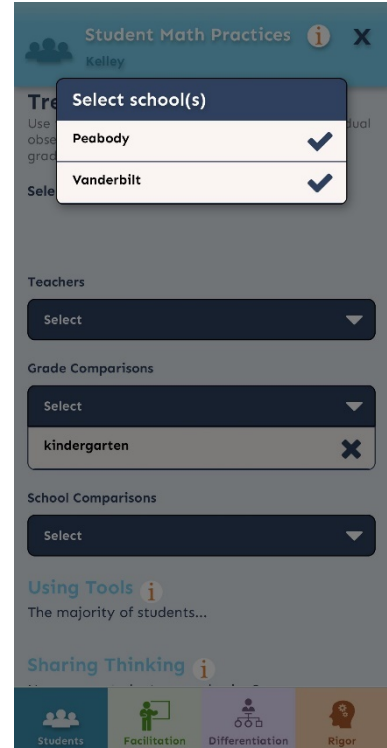 Student Math Practices i X
Kelley
Tre
Select school(s)
Use
dual
obse
Peabody
grad
Vanderbilt
Sele
Teachers
Select
Grade Comparisons
Select
kindergarten
School Comparisons
Select
Using Tools i
The majority of students...
Sharing Thinking i
Students
Facilitation
Differentiation
Rigor